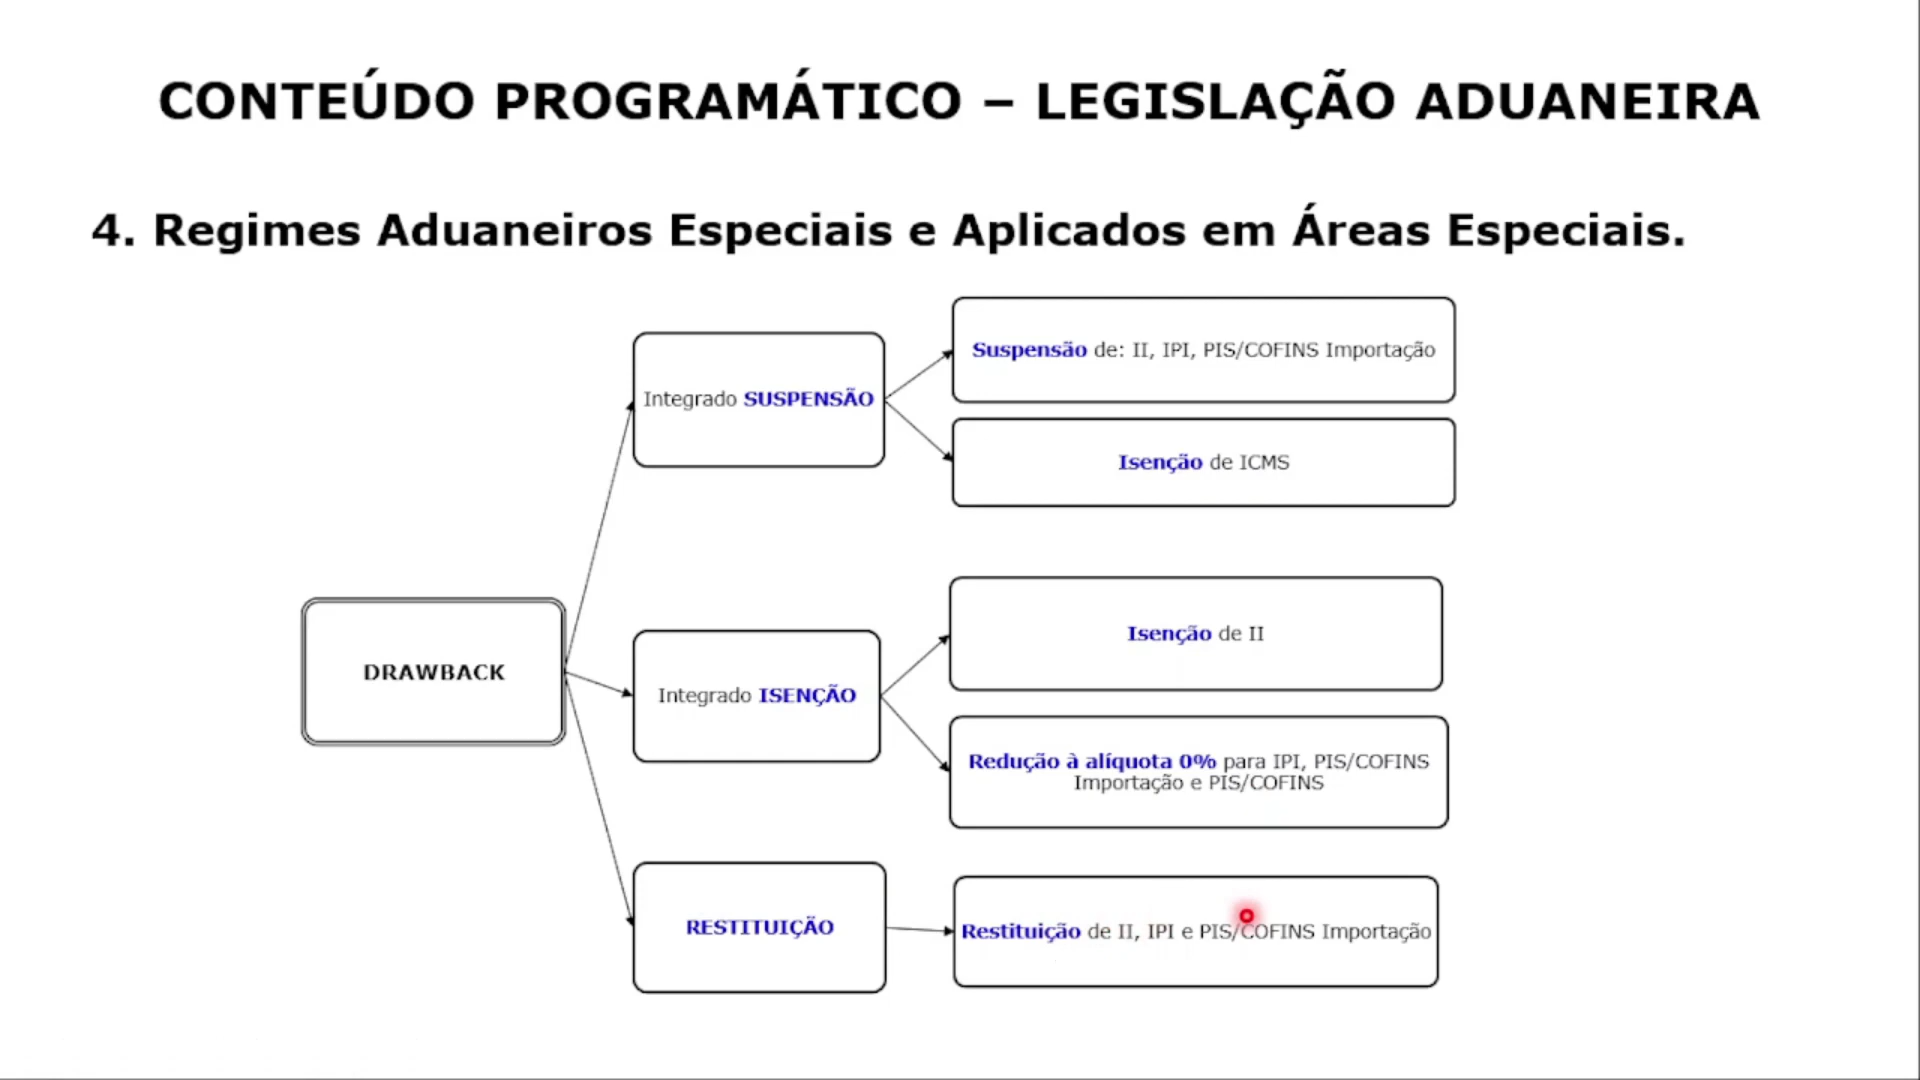 CONTEÚDO PROGRAMÁTICO – LEGISLAÇÃO ADUANEIRA
4. Regimes Aduaneiros Especiais e Aplicados em Áreas Especiais.
DRAWBACK
Integrado SUSPENSÃO
Suspensão de: II, IPI, PIS/COFINS Importação
Isenção de ICMS
Integrado ISENÇÃO
Isenção de II
Redução à alíquota 0% para IPI, PIS/COFINS
Importação e PIS/COFINS
RESTITUIÇÃO
Restituição de II, IPI e PIS/COFINS Importação